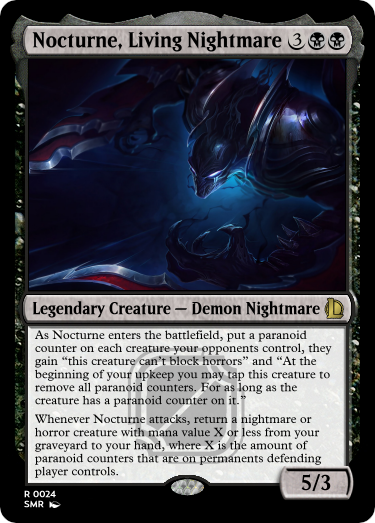 Nocturne, Living Nightmare 3
Legendary Creature — Demon Nightmare
As Nocturne enters the battlefield, put a paranoid
counter on each creature your opponents control, they
gain “this creature can't block horrors” and “At the
beginning of your upkeep you may tap this creature to
remove all paranoid counters. For as long as the
creature has a paranoid counter on it.”
Whenever Nocturne attacks, return a nightmare or
horror creature with mana value X or less from your
graveyard to your hand, where X is the amount of
paranoid counters that are on permanents defending
player controls.
5/3
R 0024
SMR